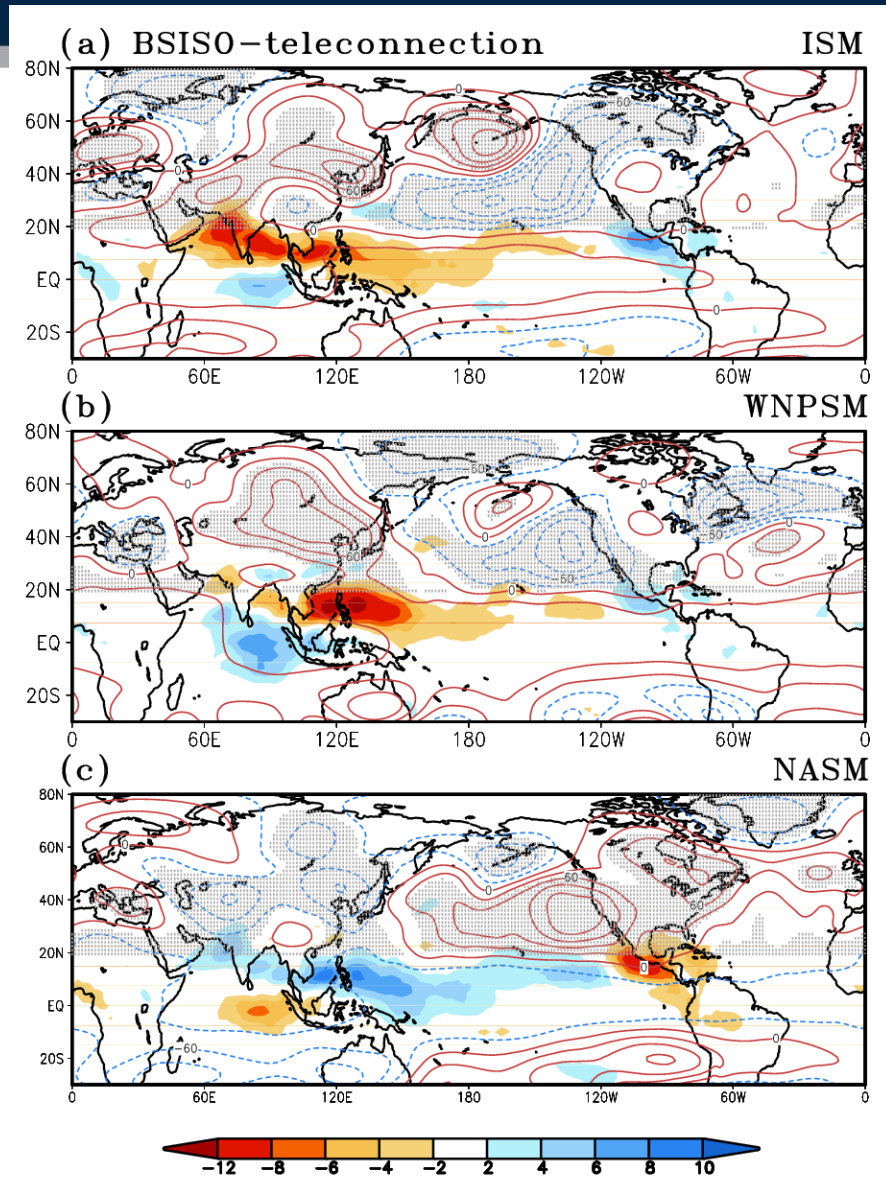 (a) BSISO-teleconnection ISM
80N
60N
40N
20N
EQ
20S
0 60E 120E 180 120W 60W 0
(b) WNPSM
80N
60N
40N
20N
EQ
20S
0 60E 120E 180 120W 60W 0
(c) NASM
80N
60N
40N
20N
EQ
20S
0 60E 120E 180 120W 60W 0
-12 -8 -6 -4 -2 2 4 6 8 10